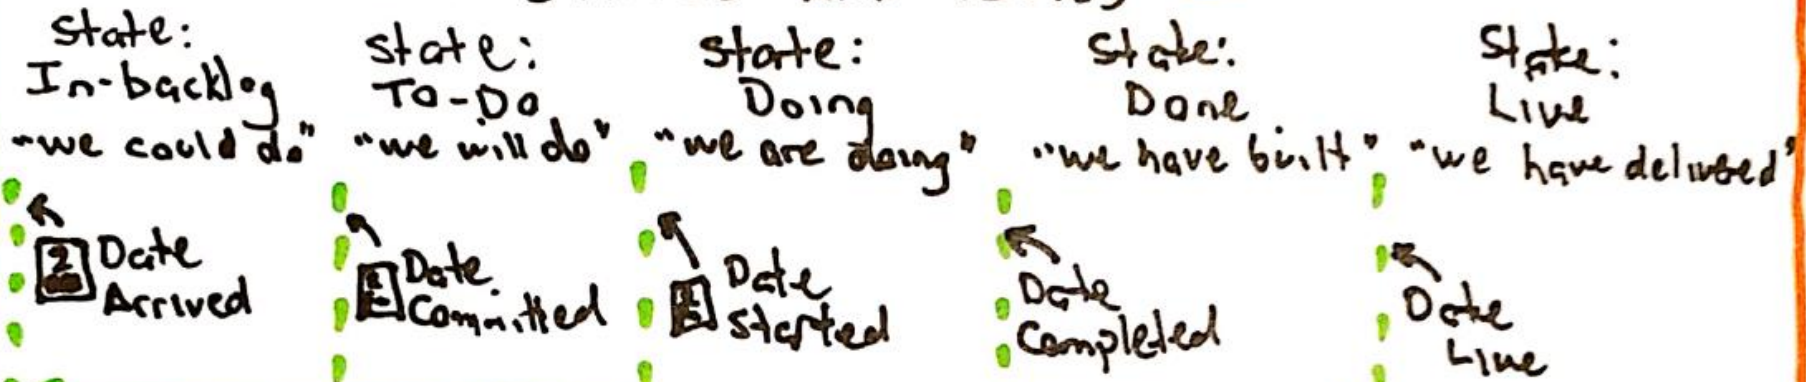 State:
In-backlog
"we could do"
State:
To-Do
"we will do"
State:
Doing
"we are doing"
State:
Done
"we have built"
State:
Live
"we have delivered"
Date
Arrived
Date
Committed
Date
Started
Date
Completed
Date
Live